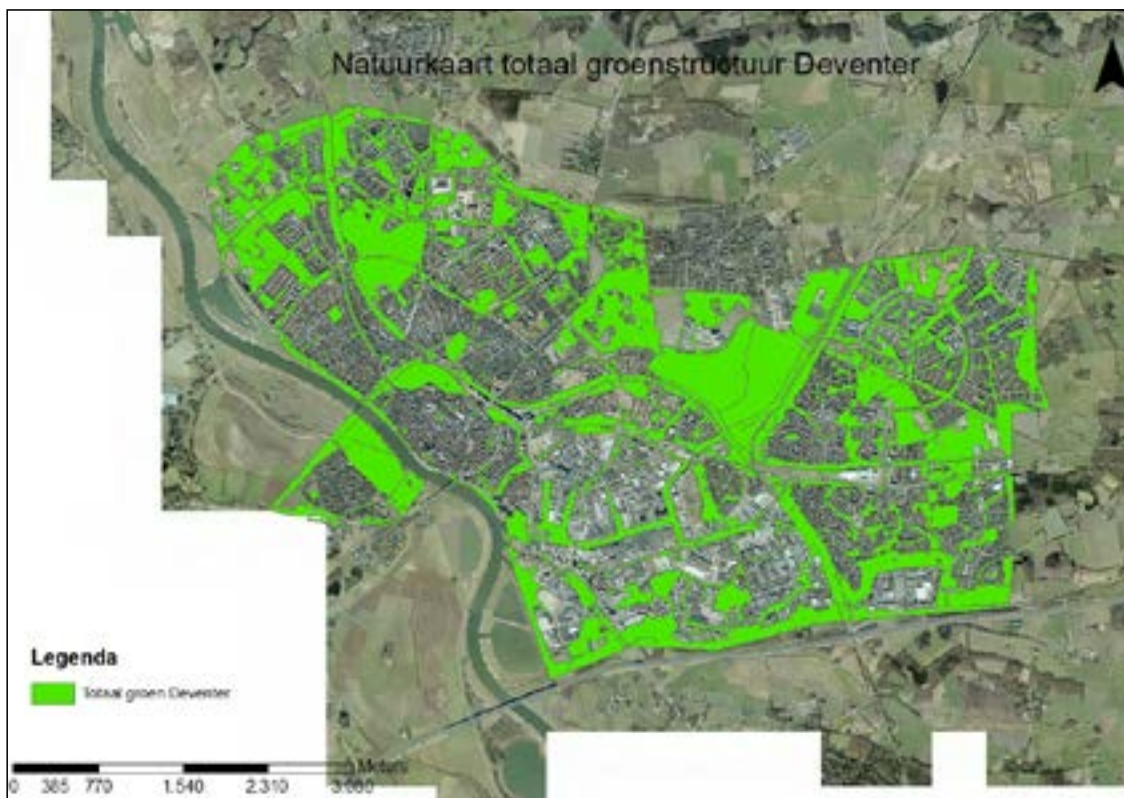 Natuurkaart totaal groenstructuur Deventer
Legenda
Totaal groen Deventer
Meters
0 385 770 1.540 2.310 3.080